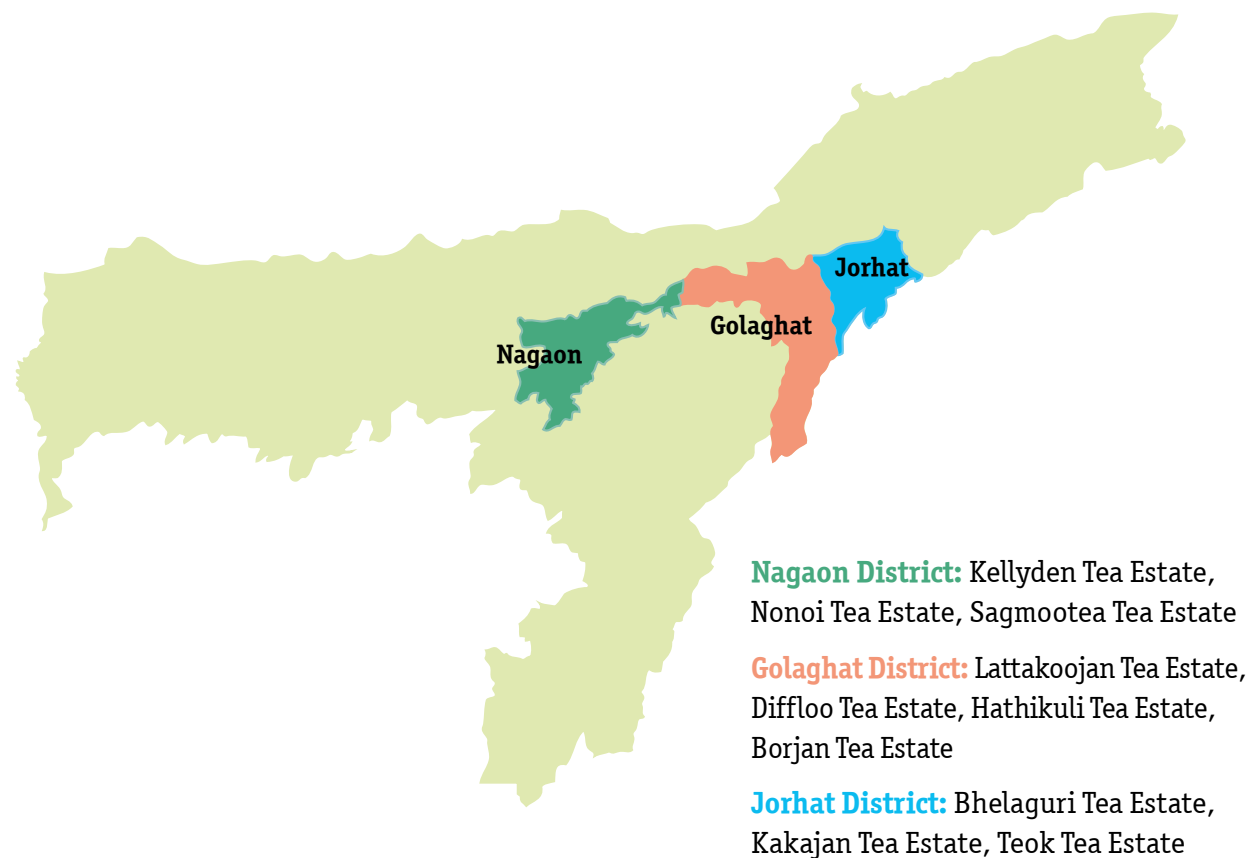 Jorhat
Golaghat
Nagaon
Nagaon District: Kellyden Tea Estate,
Nonoi Tea Estate, Sagmootea Tea Estate
Golaghat District: Lattakoojan Tea Estate,
Diffloo Tea Estate, Hathikuli Tea Estate,
Borjan Tea Estate
Jorhat District: Bhelaguri Tea Estate,
Kakajan Tea Estate, Teok Tea Estate